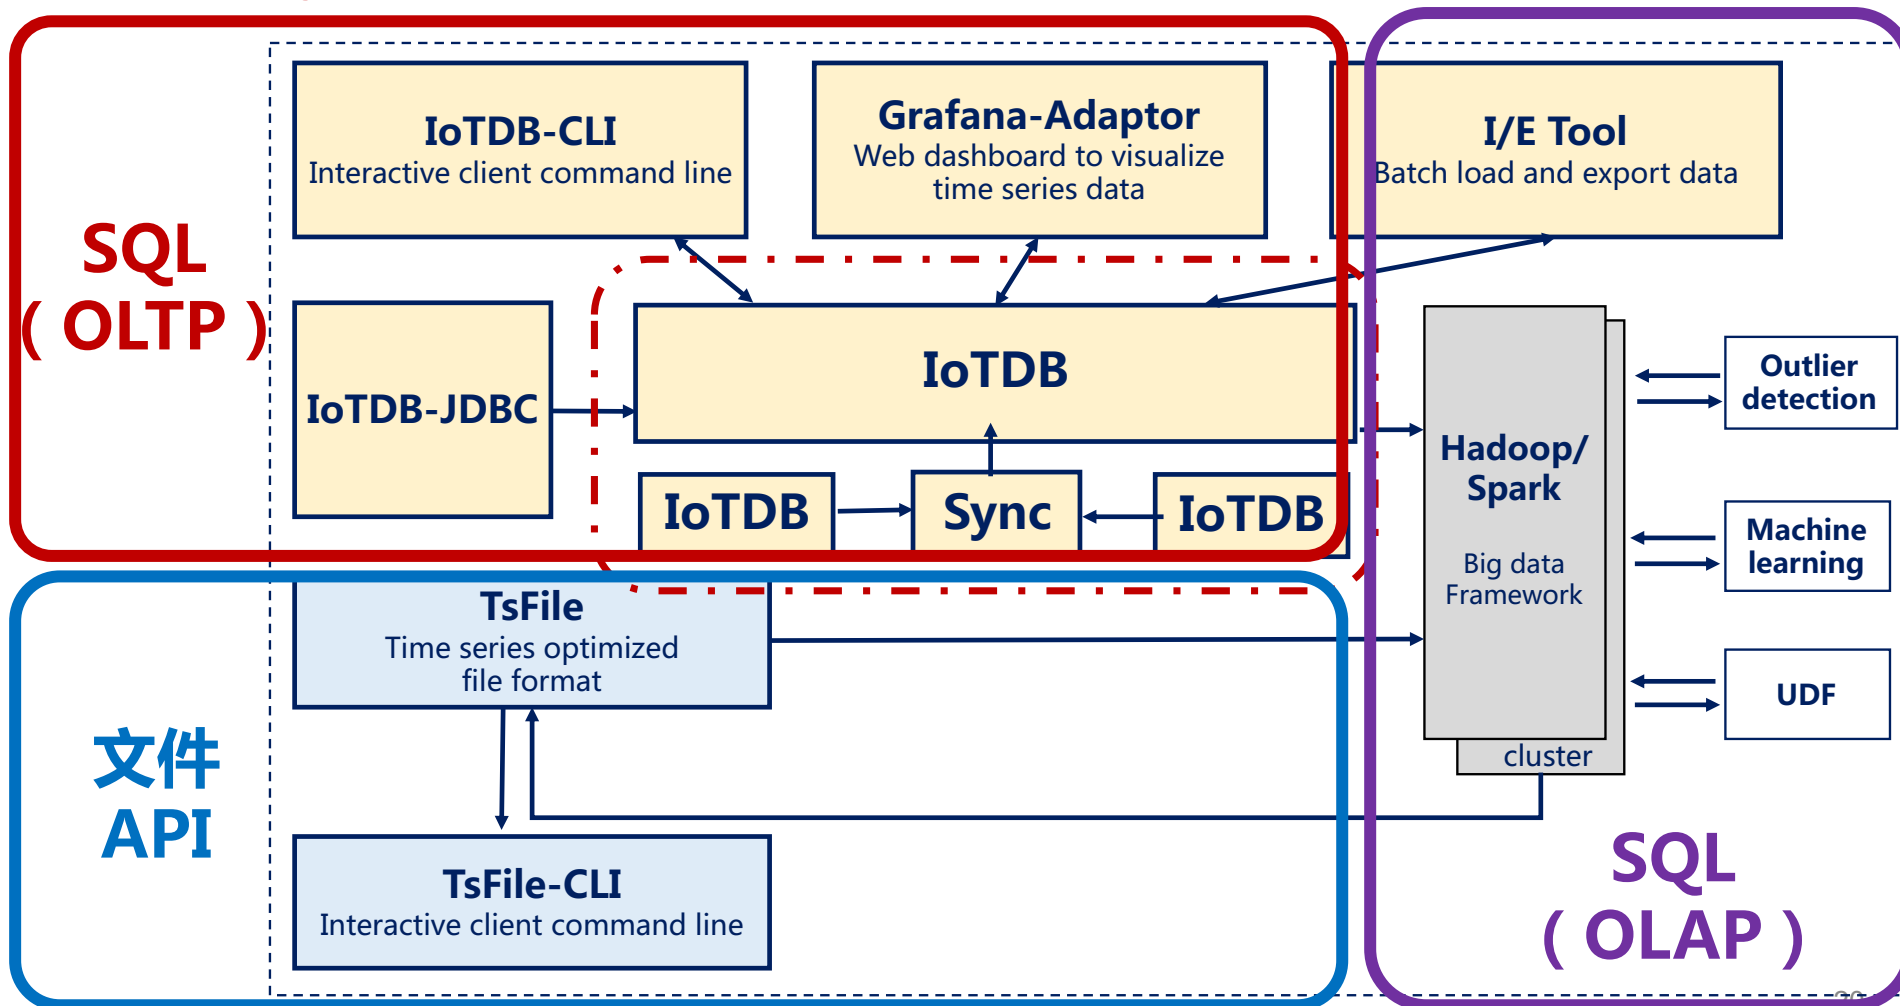 IoTDB-CLI
Interactive client command line
Grafana-Adaptor
Web dashboard to visualize
time series data
I/E Tool
Batch load and export data
SQL
( OLTP )
IoTDB-JDBC
IoTDB
IoTDB
Sync
IoTDB
Hadoop/
Spark
Big data
Framework
cluster
Outlier
detection
Machine
learning
UDF
TsFile
Time series optimized
file format
文件
API
TsFile-CLI
Interactive client command line
SQL
( OLAP )